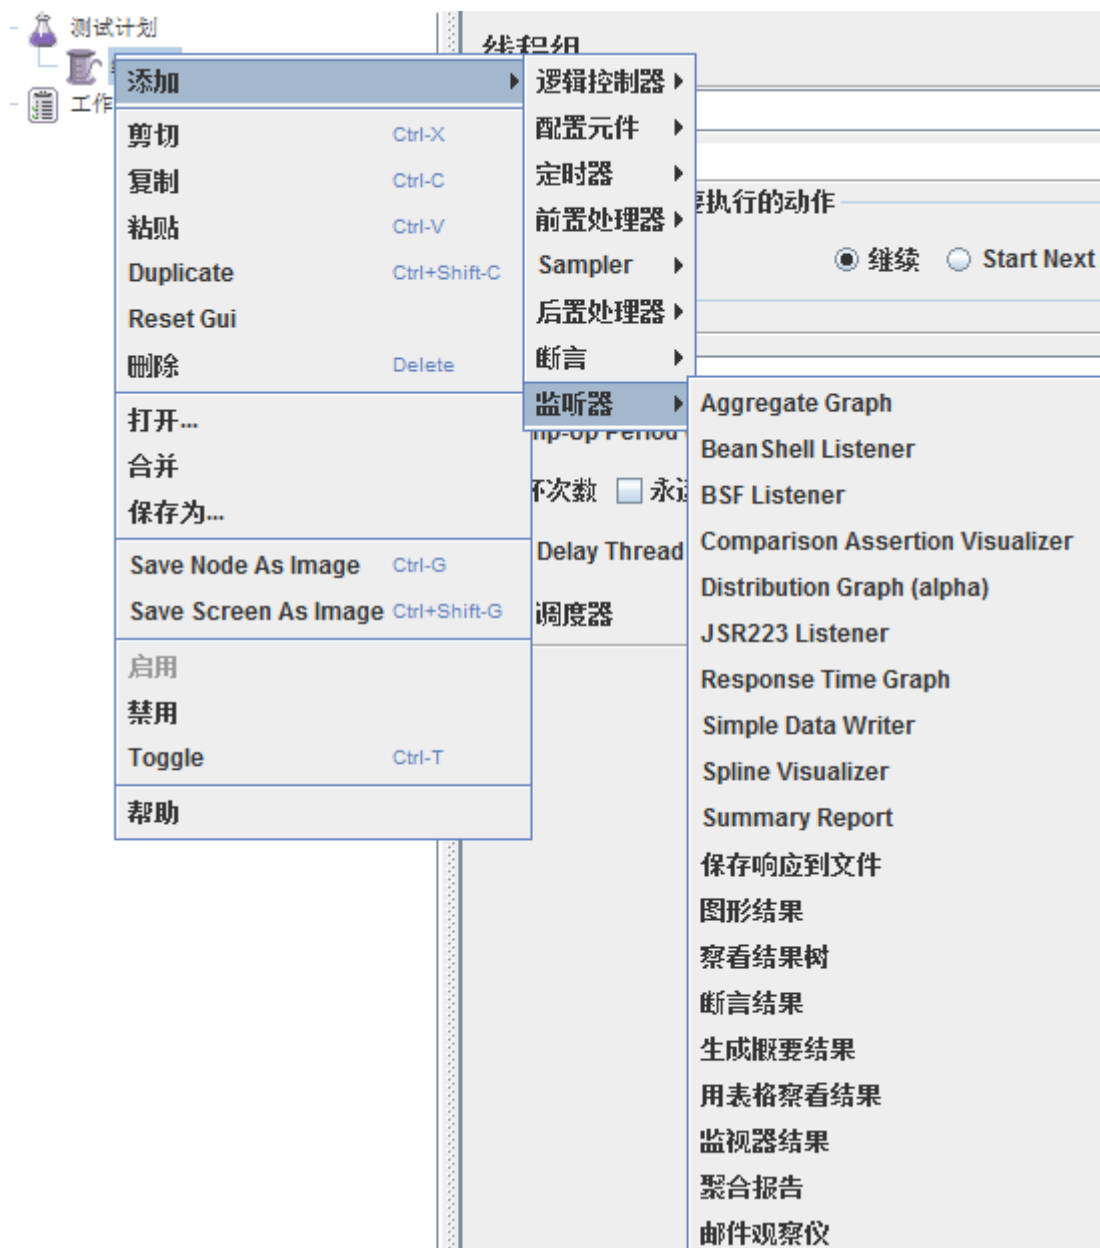 测试计划
线程组
工作
添加
剪切 Ctrl-X
复制 Ctrl-C
粘贴 Ctrl-V
Duplicate Ctrl+Shift-C
Reset Gui
删除 Delete
打开...
合并
保存为...
Save Node As Image Ctrl-G
Save Screen As Image Ctrl+Shift-G
启用
禁用
Toggle Ctrl-T
帮助
逻辑控制器
配置元件
定时器
前置处理器
Sampler
后置处理器
断言
监听器
执行的动作
继续 Start Next
Period
次数 永
Delay Thread
调度器
Aggregate Graph
BeanShell Listener
BSF Listener
Comparison Assertion Visualizer
Distribution Graph (alpha)
JSR223 Listener
Response Time Graph
Simple Data Writer
Spline Visualizer
Summary Report
保存响应到文件
图形结果
察看结果树
断言结果
生成概要结果
用表格察看结果
监视器结果
聚合报告
邮件观察仪